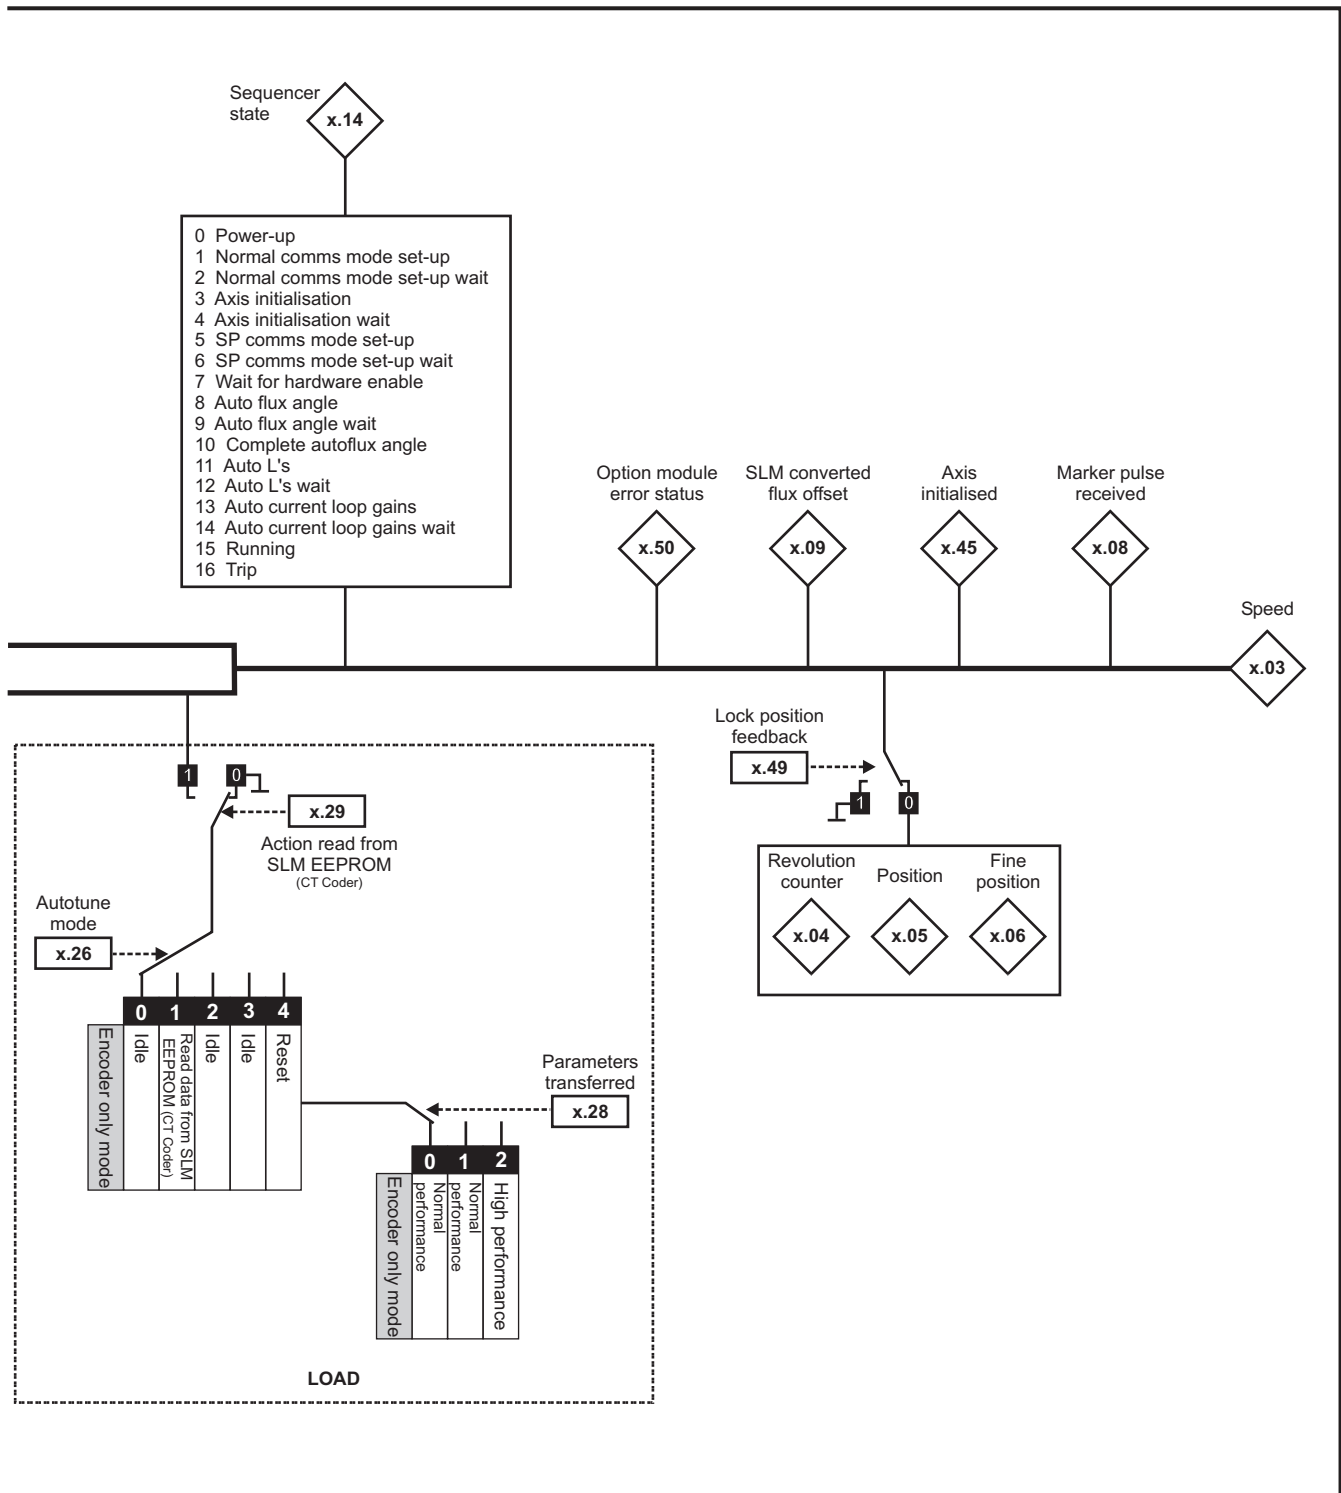 Sequencer
state
x.14
0 Power-up
1 Normal comms mode set-up
2 Normal comms mode set-up wait
3 Axis initialisation
4 Axis initialisation wait
5 SP comms mode set-up
6 SP comms mode set-up wait
7 Wait for hardware enable
8 Auto flux angle
9 Auto flux angle wait
10 Complete autoflux angle
11 Auto L's
12 Auto L's wait
13 Auto current loop gains
14 Auto current loop gains wait
15 Running
16 Trip
Option module
error status
x.50
SLM converted
flux offset
x.09
Axis
initialised
x.45
Marker pulse
received
x.08
Speed
x.03
Lock position
feedback
x.49
1 0
Revolution
counter
x.04
Position
x.05
Fine
position
x.06
1 0
x.29
Action read from
SLM EEPROM
(CT Coder)
Autotune
mode
x.26
0 1 2 3 4
Encoder only mode
Idle
Read data from SLM
EEPROM (CT Coder)
Idle
Idle
Reset
Parameters
transferred
x.28
0 1 2
Encoder only mode
Normal
performance
Normal
performance
High performance
LOAD